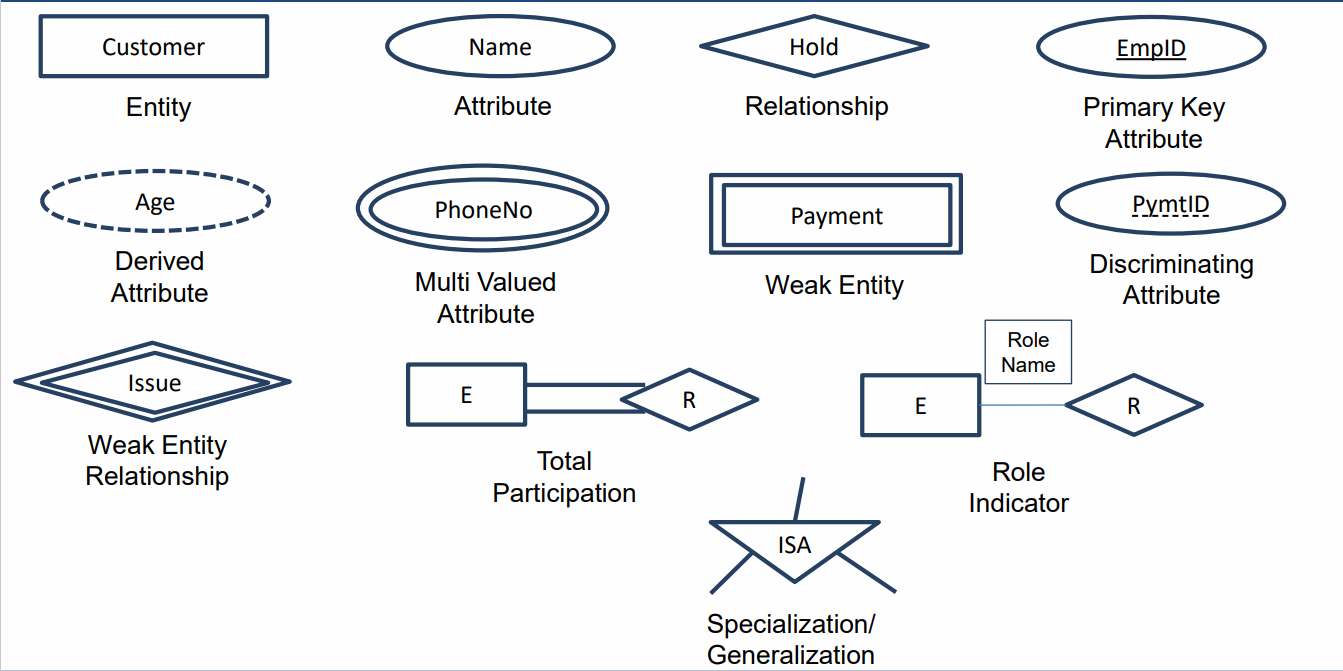 Customer
Name
Hold
EmpID
Entity
Attribute
Relationship
Primary Key
Attribute
Age
PhoneNo
Payment
PymtID
Derived
Attribute
Multi Valued
Attribute
Weak Entity
Discriminating
Attribute
Issue
E
R
Role
Name
E
R
Weak Entity
Relationship
Total
Participation
Role
Indicator
ISA
Specialization/
Generalization